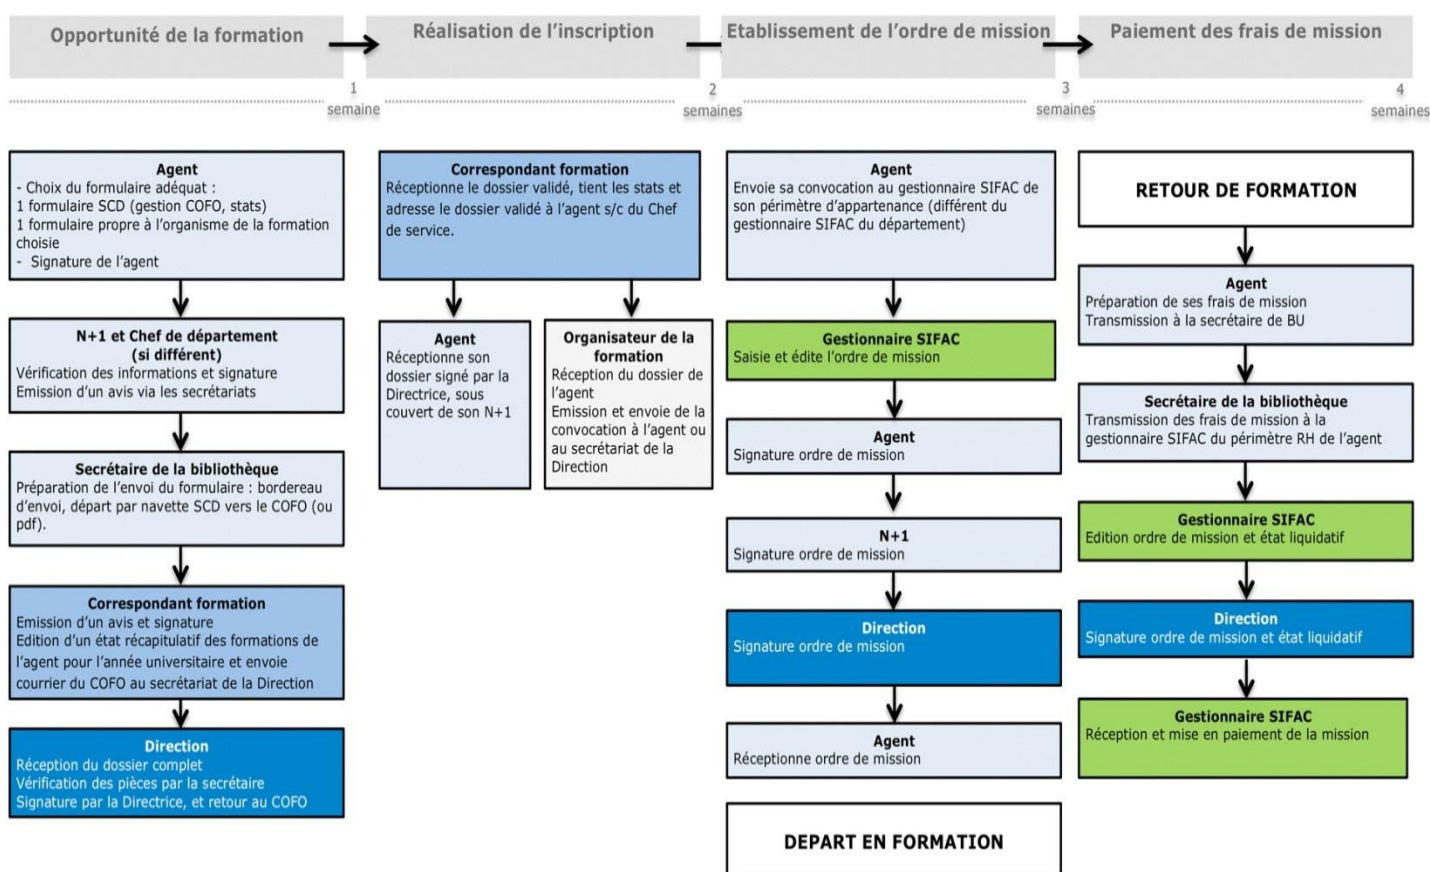 Opportunité de la formation
Réalisation de l'inscription
Etablissement de l'ordre de mission
Paiement des frais de mission
1
semaine
2
semaines
3
semaines
4
semaines
Agent
- Choix du formulaire adéquat :
1 formulaire SCD (gestion COFO, stats)
1 formulaire propre à l'organisme de la formation
choisie
- Signature de l'agent
N+1 et Chef de département
(si différent)
Vérification des informations et signature
Emission d'un avis via les secrétariats
Secrétaire de la bibliothèque
Préparation de l'envoi du formulaire : bordereau
d'envoi, départ par navette SCD vers le COFO (ou
pdf).
Correspondant formation
Emission d'un avis et signature
Edition d'un état récapitulatif des formations de
l'agent pour l'année universitaire et envoie
courrier du COFO au secrétariat de la Direction
Direction
Réception du dossier complet
Vérification des pièces par la secrétaire
Signature par la Directrice, et retour au COFO
Correspondant formation
Réceptionne le dossier validé, tient les stats et
adresse le dossier validé à l'agent s/c du Chef
de service.
Agent
Réceptionne son
dossier signé par la
Directrice, sous
couvert de son N+1
Organisateur de la
formation
Réception du dossier de
l'agent
Emission et envoie de la
convocation à l'agent ou
au secrétariat de la
Direction
Agent
Envoie sa convocation au gestionnaire SIFAC de
son périmètre d'appartenance (différent du
gestionnaire SIFAC du département)
Gestionnaire SIFAC
Saisie et édite l'ordre de mission
Agent
Signature ordre de mission
N+1
Signature ordre de mission
Direction
Signature ordre de mission
Agent
Réceptionne ordre de mission
DEPART EN FORMATION
RETOUR DE FORMATION
Agent
Préparation de ses frais de mission
Transmission à la secrétaire de BU
Secrétaire de la bibliothèque
Transmission des frais de mission à la
gestionnaire SIFAC du périmètre RH de l'agent
Gestionnaire SIFAC
Edition ordre de mission et état liquidatif
Direction
Signature ordre de mission et état liquidatif
Gestionnaire SIFAC
Réception et mise en paiement de la mission